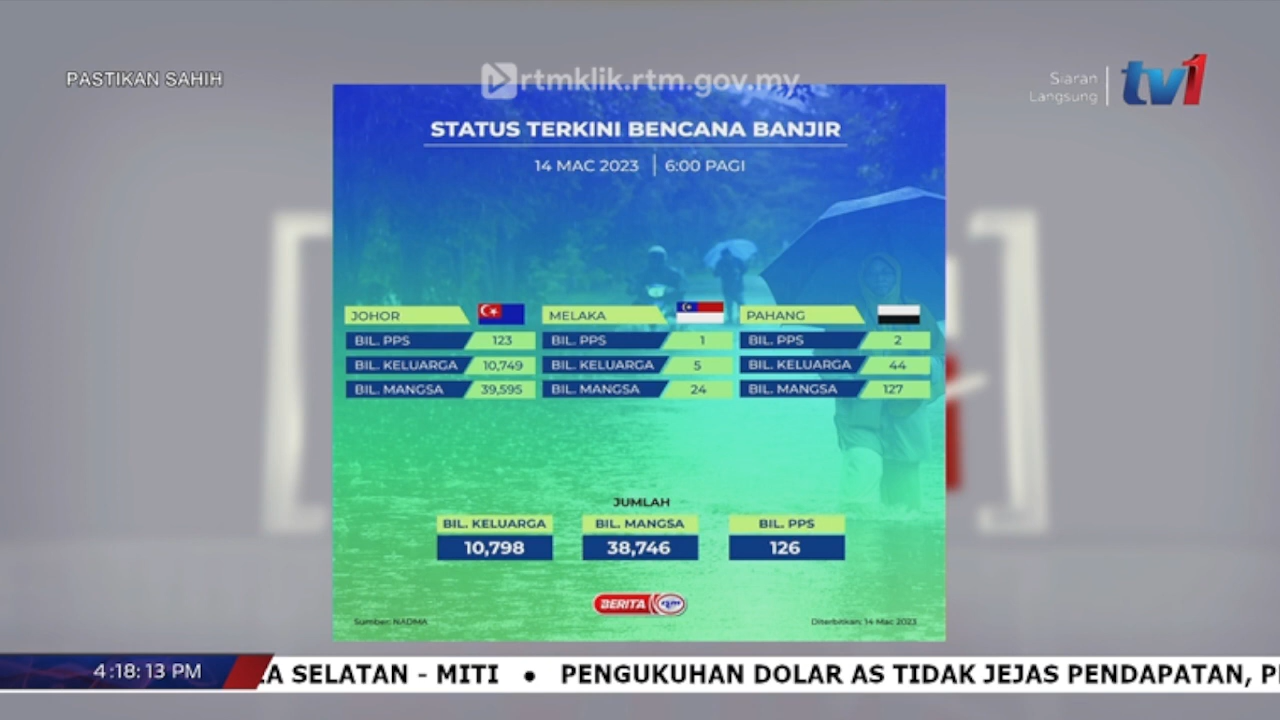 PASTIKAN SAHIH
rtmklik.rtm.gov.my
Siaran
Langsung
tv1
STATUS TERKINI BENCANA BANJIR
14 MAC 2023 | 6:00 PAGI
JOHOR
BIL. PPS 123
BIL. KELUARGA 10,749
BIL. MANGSA 39,595
MELAKA
BIL. PPS 1
BIL. KELUARGA 5
BIL. MANGSA 24
PAHANG
BIL. PPS 2
BIL. KELUARGA 44
BIL. MANGSA 127
JUMLAH
BIL. KELUARGA
10,798
BIL. MANGSA
38,746
BIL. PPS
126
BERITA rtm
Sumber: NADMA
Diterbitkan: 14 Mac 2023
4:18:13 PM
A SELATAN - MITI • PENGUKUHAN DOLAR AS TIDAK JEJAS PENDAPATAN,